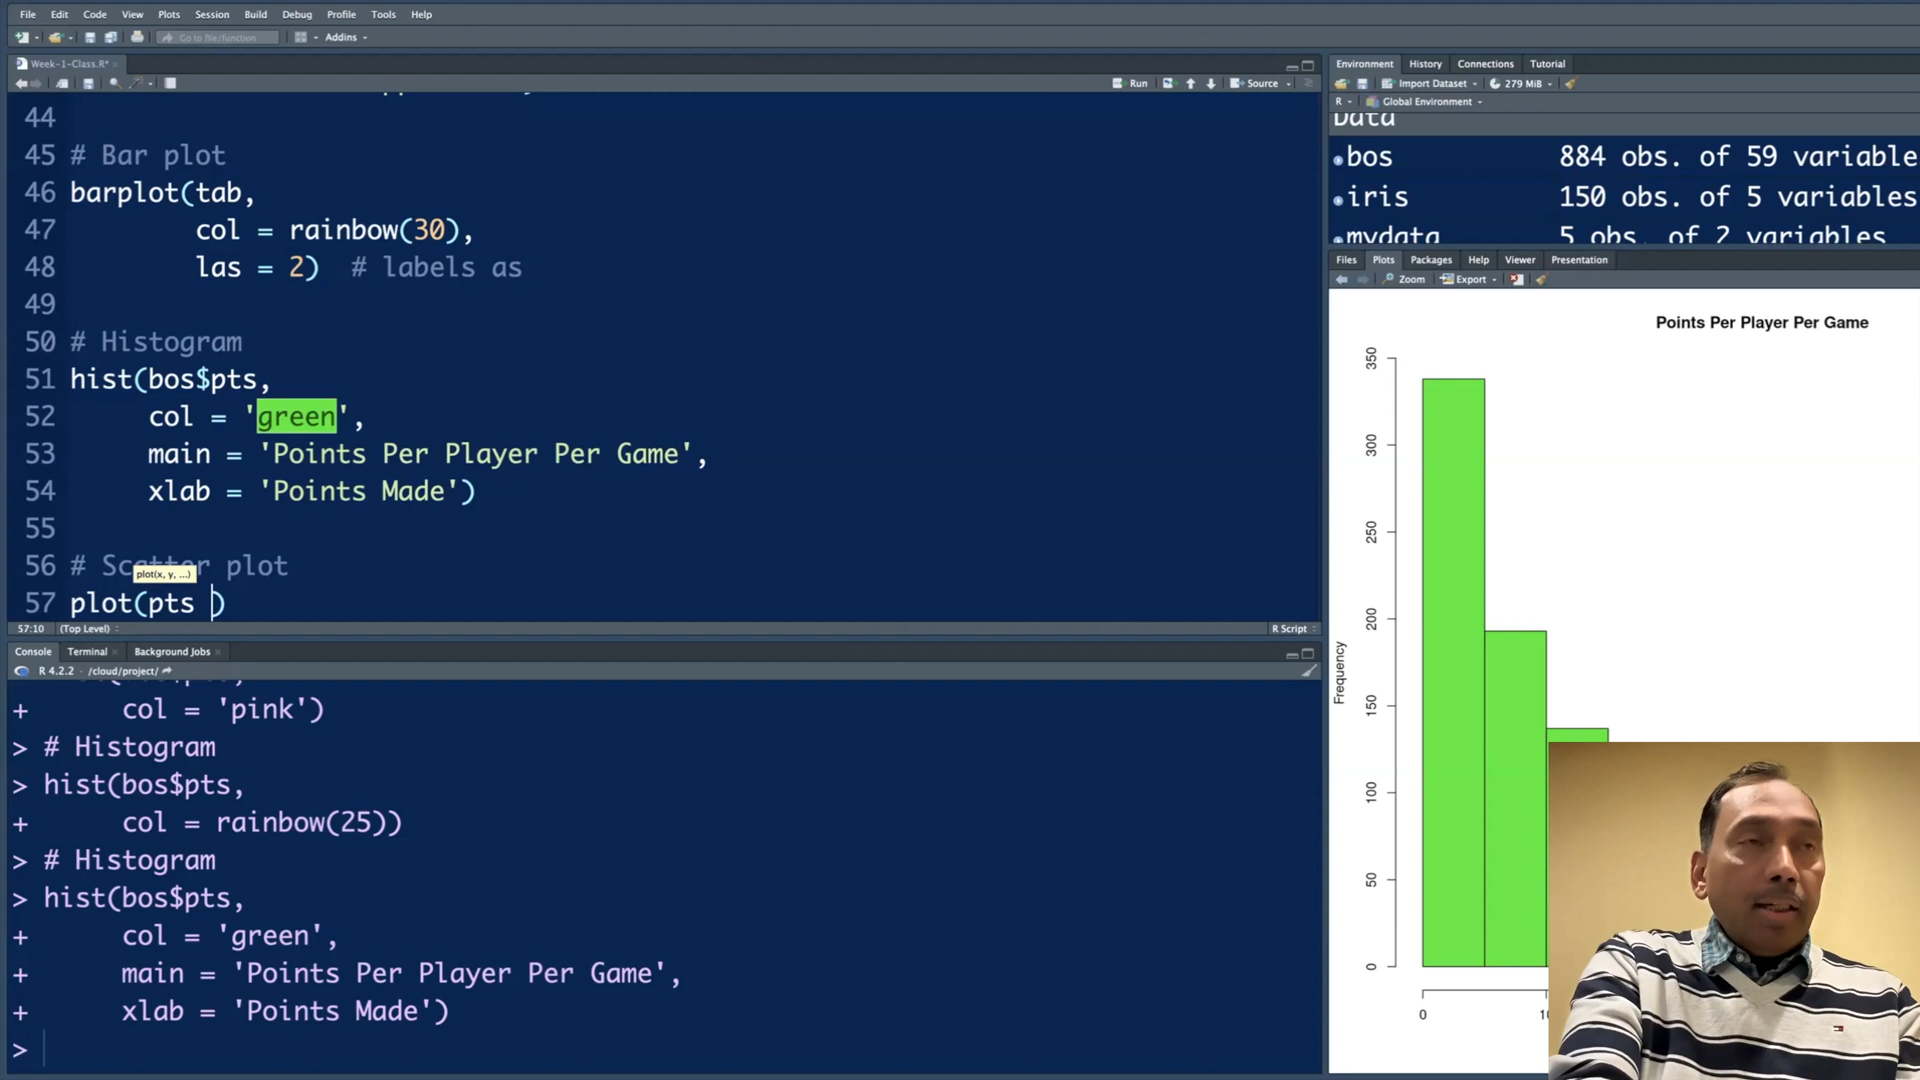 File Edit Code View Plots Session Build Debug Profile Tools Help
Go to file/function Addins
Week-1-Class.R*
Run Source
44
45 # Bar plot
46 barplot(tab,
47 col = rainbow(30),
48 las = 2) # labels as
49
50 # Histogram
51 hist(bos$pts,
52 col = 'green',
53 main = 'Points Per Player Per Game',
54 xlab = 'Points Made')
55
56 # Scatter plot
plot(x, y, ...)
57 plot(pts )
57:10 (Top Level) R Script
Console Terminal Background Jobs
R 4.2.2 · /cloud/project/
+ col = 'pink')
> # Histogram
> hist(bos$pts,
+ col = rainbow(25))
> # Histogram
> hist(bos$pts,
+ col = 'green',
+ main = 'Points Per Player Per Game',
+ xlab = 'Points Made')
>
Environment History Connections Tutorial
Import Dataset 279 MiB
R Global Environment
Data
bos 884 obs. of 59 variable
iris 150 obs. of 5 variables
mydata 5 obs. of 2 variables
Files Plots Packages Help Viewer Presentation
Zoom Export
Points Per Player Per Game
Frequency
350
300
250
200
150
100
50
0
0